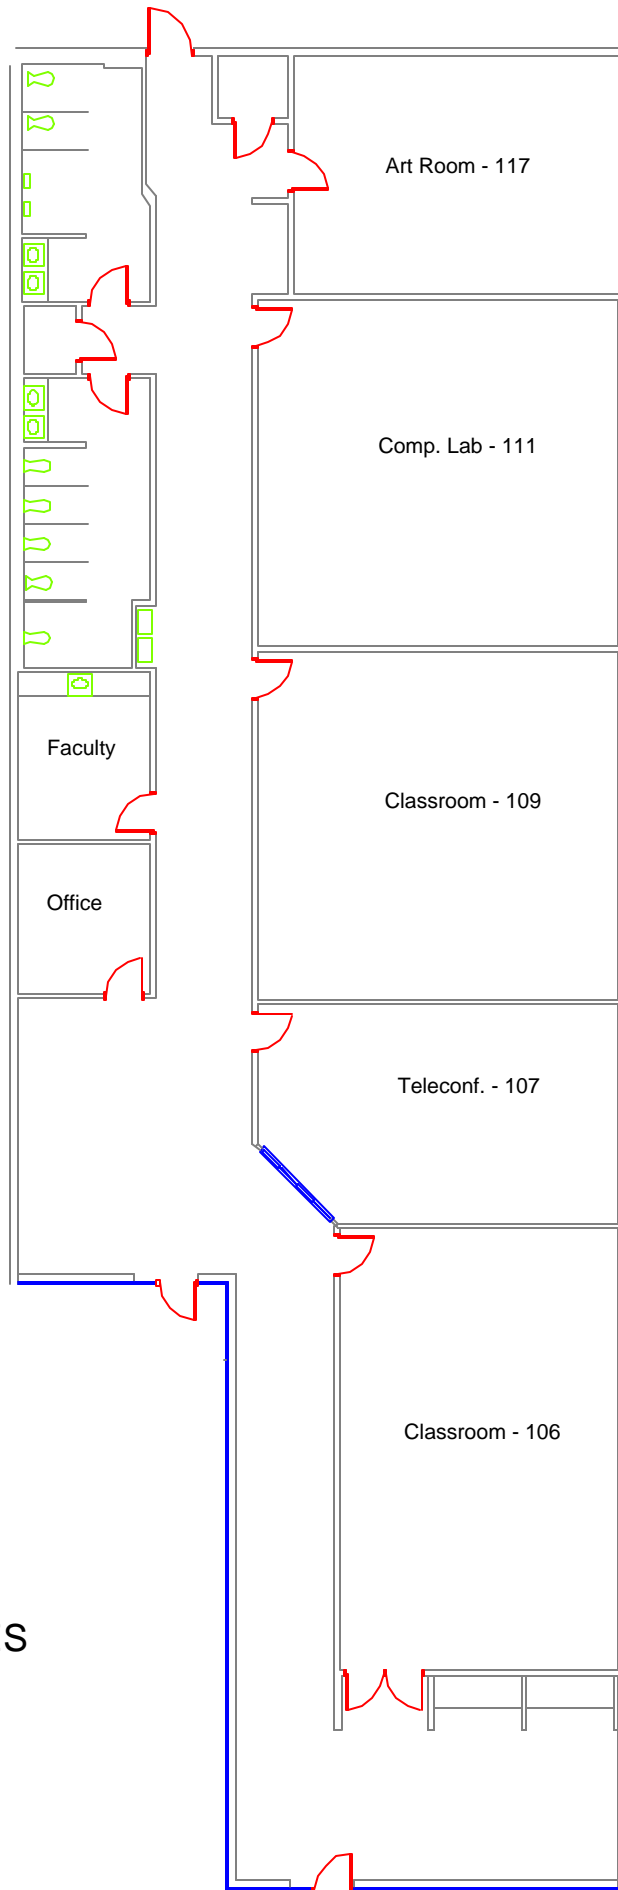 Art Room - 117
Comp. Lab - 111
Faculty
Classroom - 109
Office
Teleconf. - 107
Classroom - 106
S